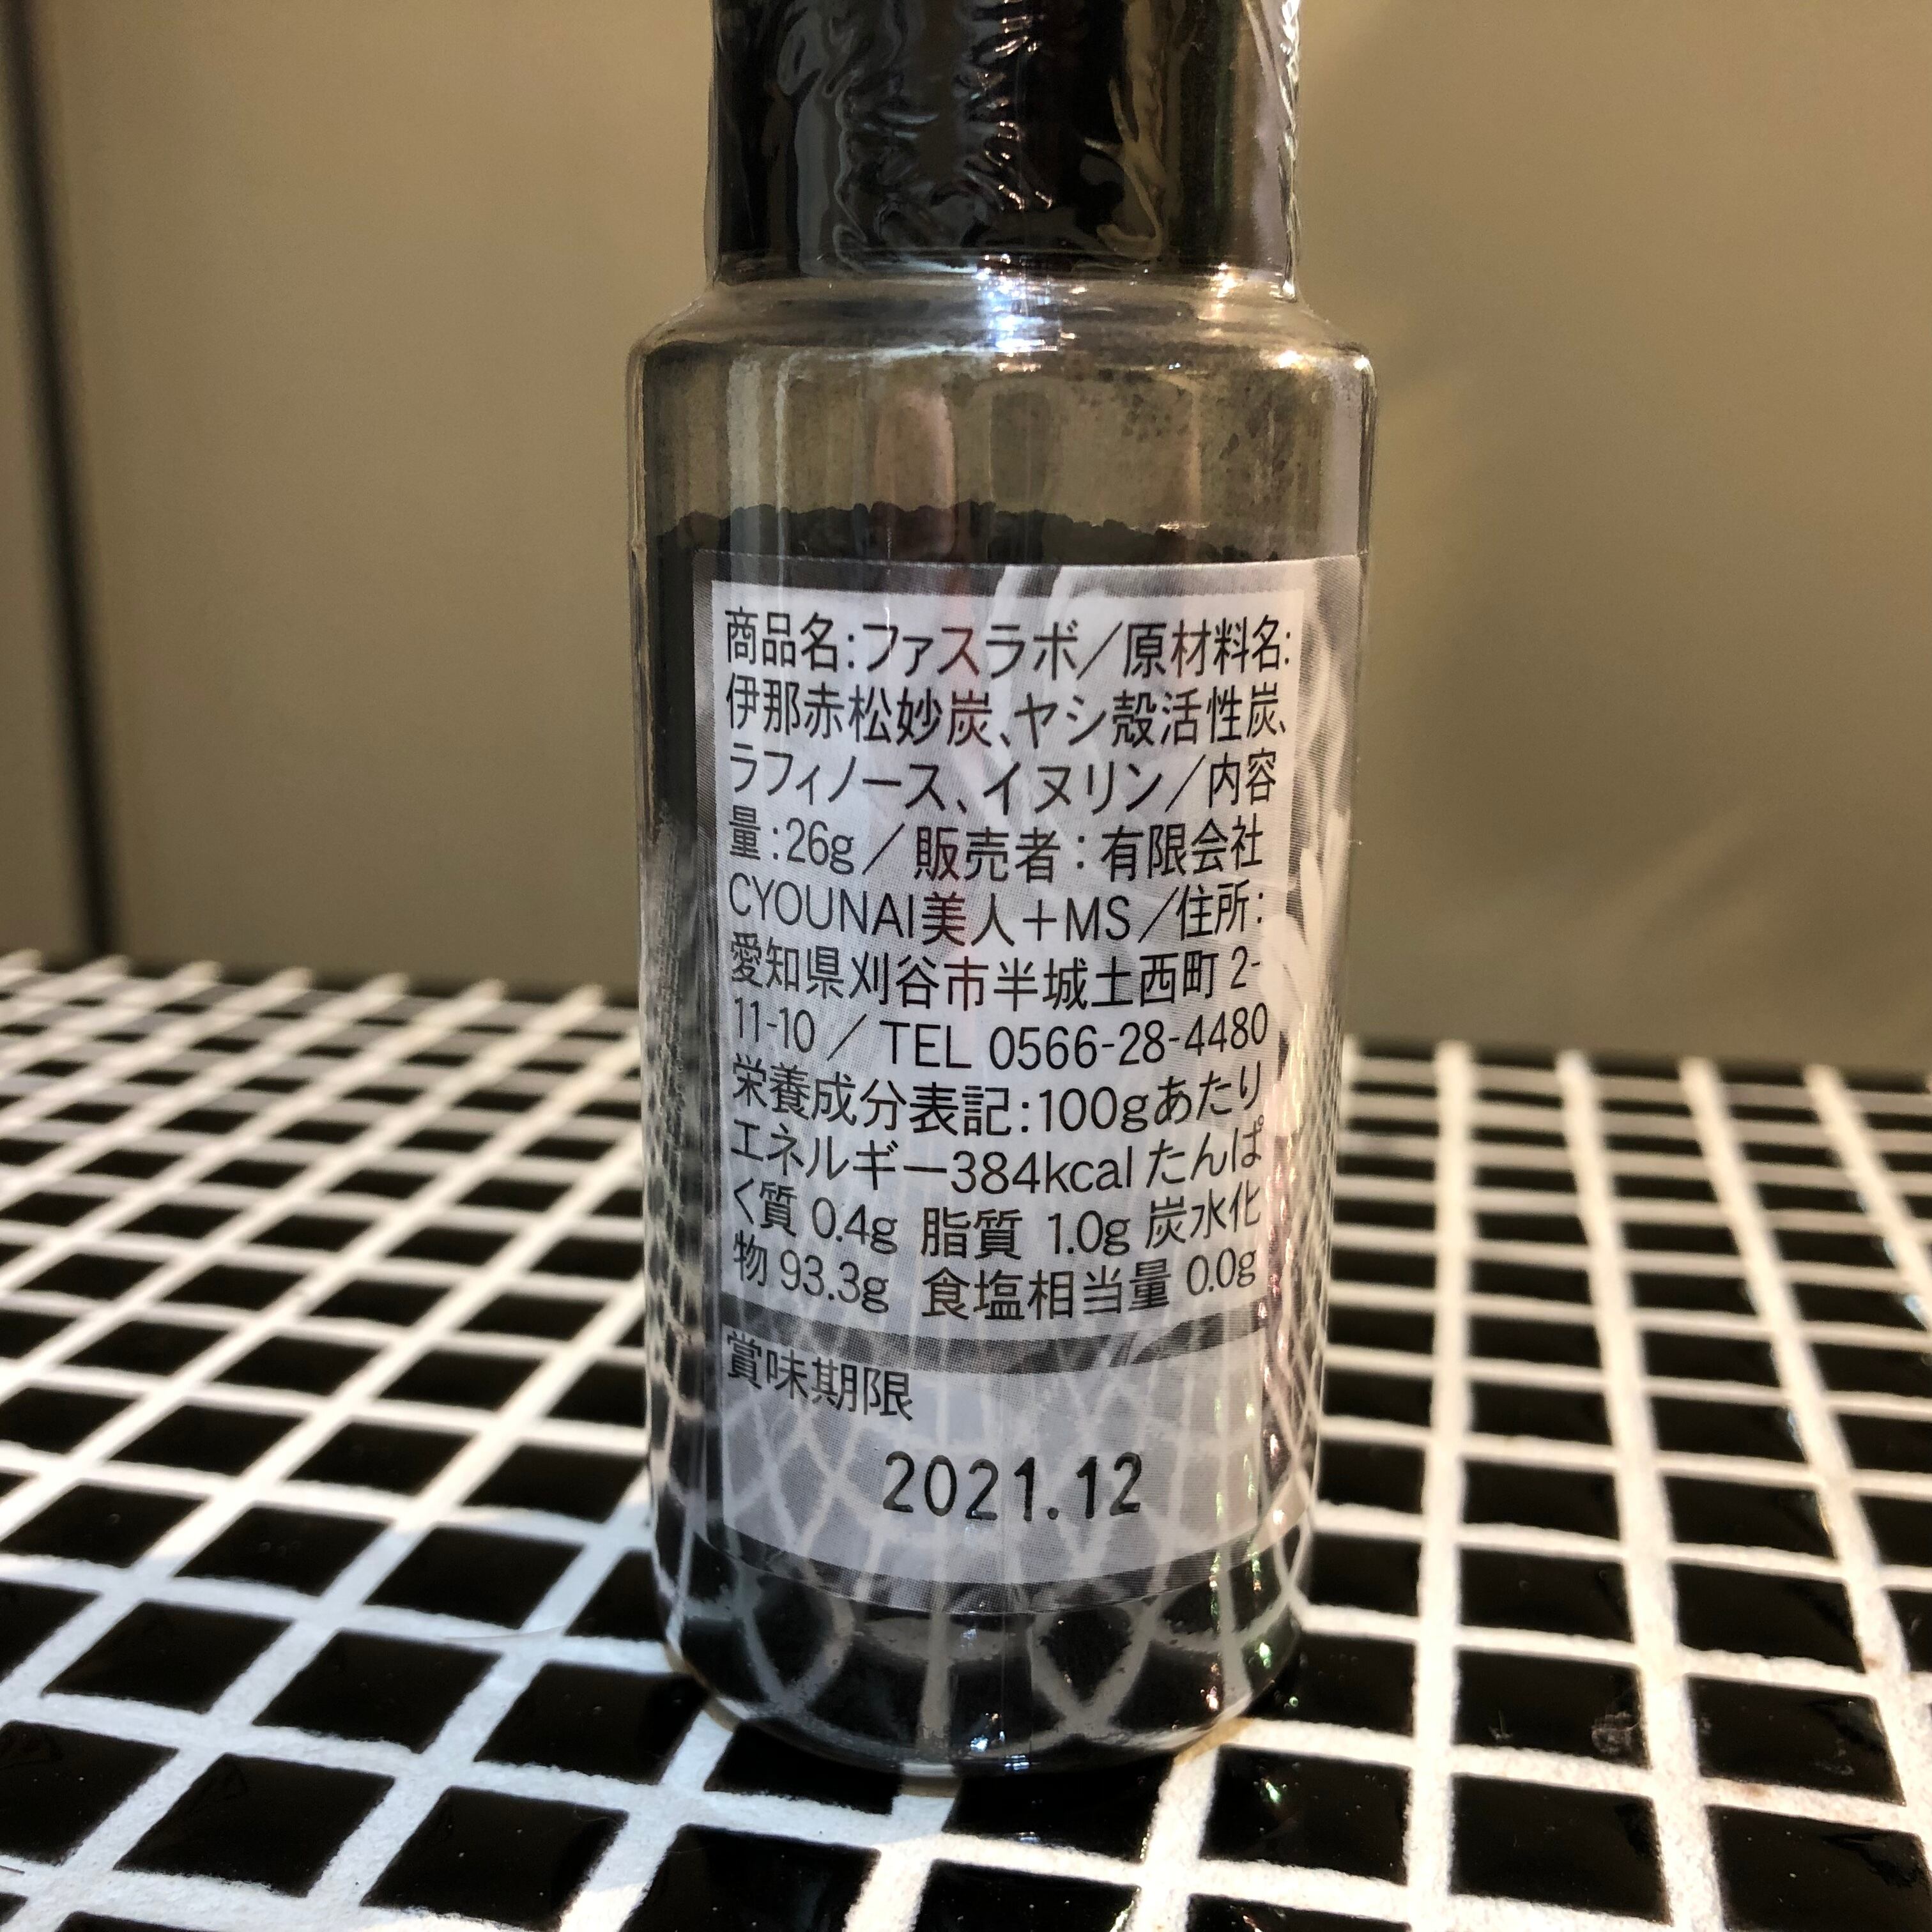 商品名:ファスラボ／原材料名:
伊那赤松妙炭、ヤシ殻活性炭、
ラフィノース、イヌリン／内容
量:26g／販売者:有限会社
CYOUNAI美人＋MS／住所:
愛知県刈谷市半城土西町 2-
11-10 ／ TEL 0566-28-4480
栄養成分表記:100gあたり
エネルギー384kcal たんぱ
く質 0.4g 脂質 1.0g 炭水化
物 93.3g 食塩相当量 0.0g
賞味期限
2021.12